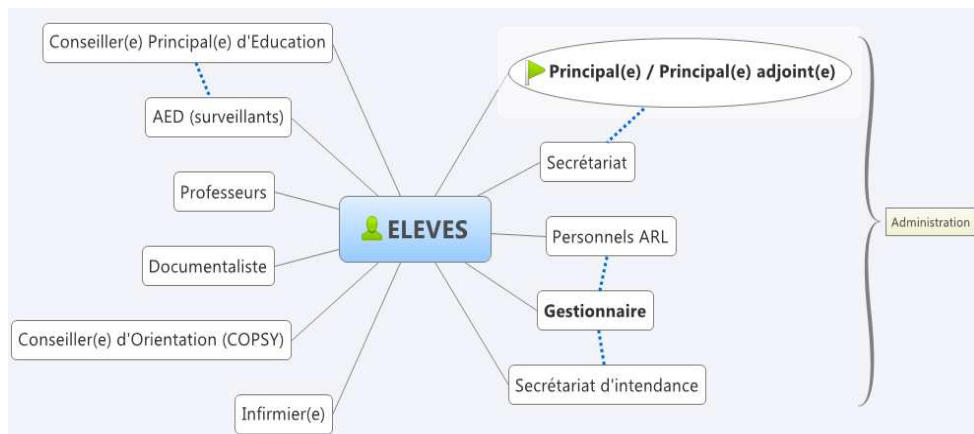 Conseiller(e) Principal(e) d'Education
AED (surveillants)
Professeurs
Documentaliste
Conseiller(e) d'Orientation (COPSY)
Infirmier(e)
ELEVES
Principal(e) / Principal(e) adjoint(e)
Secrétariat
Personnels ARL
Gestionnaire
Secrétariat d'intendance
Administration